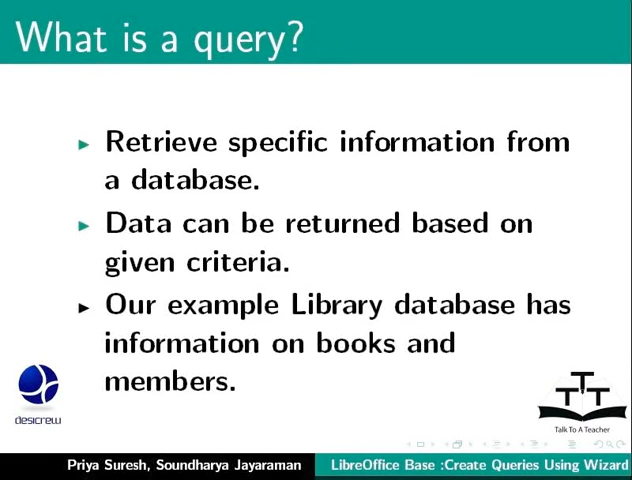 What is a query?
Retrieve specific information from
a database.
Data can be returned based on
given criteria.
Our example Library database has
information on books and
members.
desicrew
TTT
Talk To A Teacher
Priya Suresh, Soundharya Jayaraman
LibreOffice Base :Create Queries Using Wizard